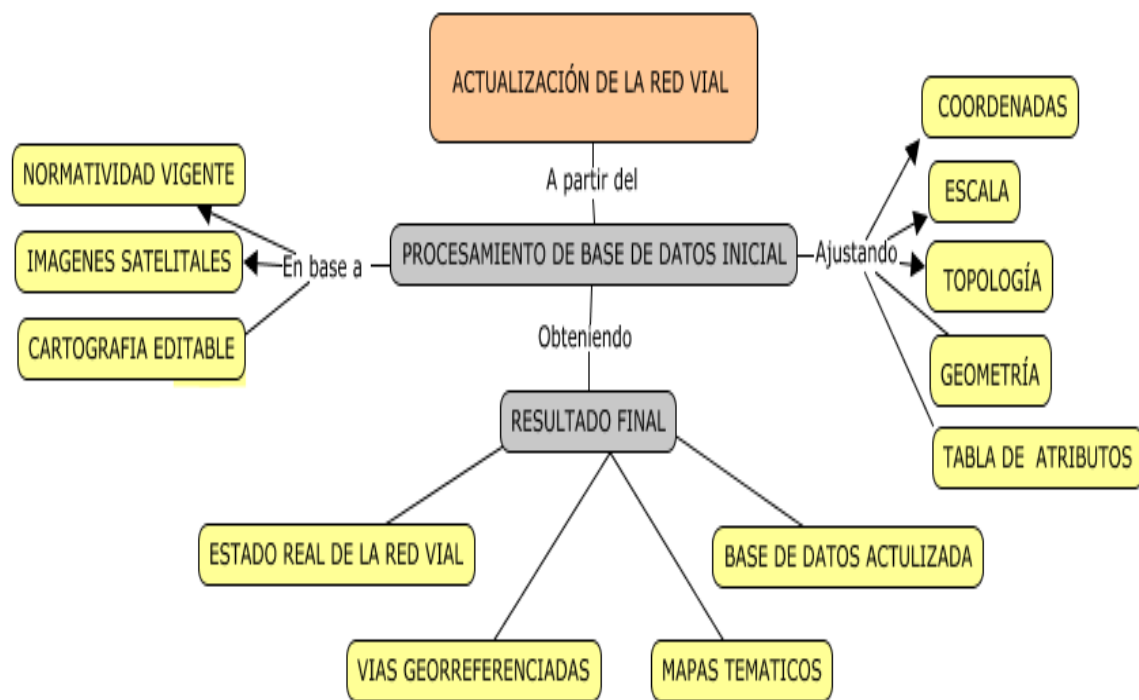 ACTUALIZACIÓN DE LA RED VIAL
COORDENADAS
NORMATIVIDAD VIGENTE
A partir del
ESCALA
IMAGENES SATELITALES
En base a
PROCESAMIENTO DE BASE DE DATOS INICIAL
Ajustando
TOPOLOGÍA
CARTOGRAFIA EDITABLE
Obteniendo
GEOMETRÍA
RESULTADO FINAL
TABLA DE ATRIBUTOS
ESTADO REAL DE LA RED VIAL
BASE DE DATOS ACTULIZADA
VIAS GEORREFERENCIADAS
MAPAS TEMATICOS